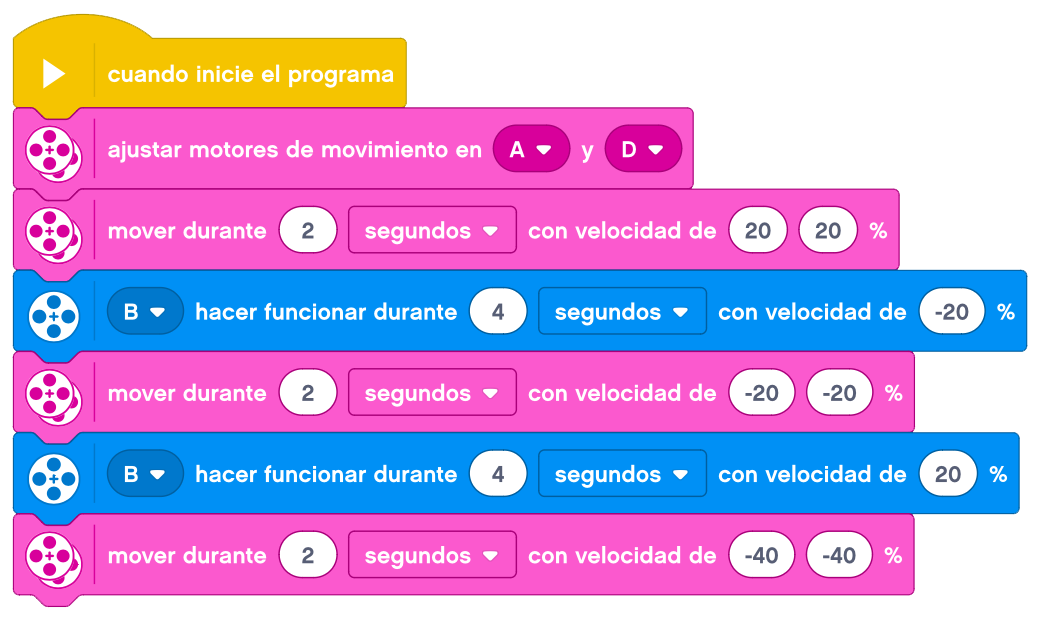 cuando inicie el programa
ajustar motores de movimiento en A y D
mover durante 2 segundos con velocidad de 20 20 %
B hacer funcionar durante 4 segundos con velocidad de -20 %
mover durante 2 segundos con velocidad de -20 -20 %
B hacer funcionar durante 4 segundos con velocidad de 20 %
mover durante 2 segundos con velocidad de -40 -40 %